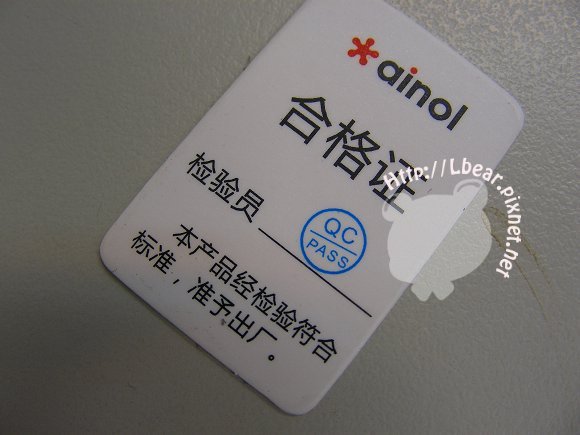 ainol
合格证
检验员
QC
PASS
本产品经检验符合
标准，准予出厂。
Http://Lbear.pixnet.net